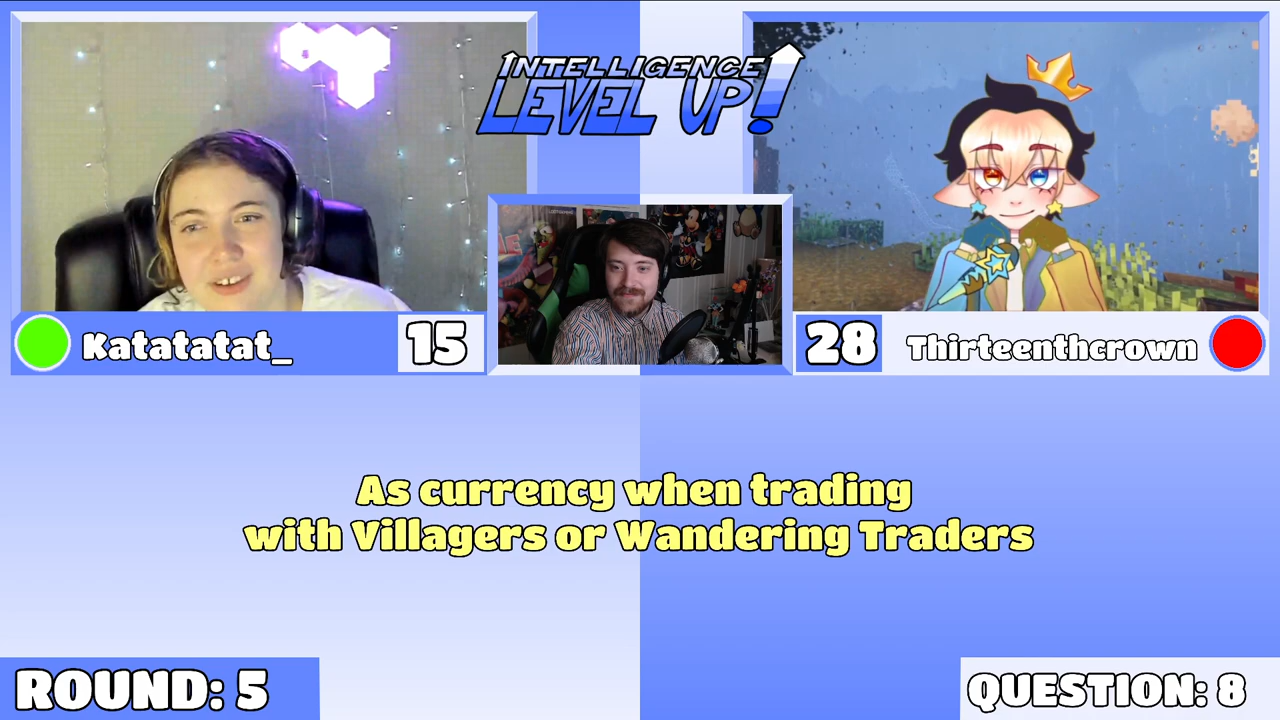 INTELLIGENCE
LEVEL UP!
Katatatat_
15
28
Thirteenthcrown
As currency when trading
with Villagers or Wandering Traders
ROUND: 5
QUESTION: 8